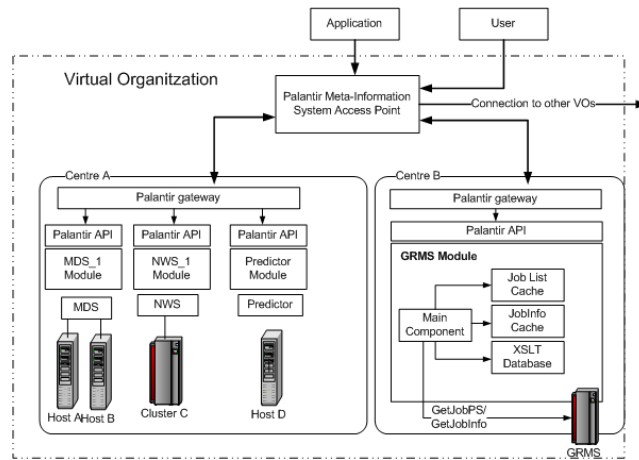 Application
User
Virtual Organitzation
Palantir Meta-Information
System Access Point
Connection to other VOs
Centre A
Centre B
Palantir gateway
Palantir API
Palantir API
Palantir API
MDS_1
Module
NWS_1
Module
Predictor
Module
MDS
NWS
Predictor
Host A
Host B
Cluster C
Host D
Palantir gateway
Palantir API
GRMS Module
Job List
Cache
Main
Component
JobInfo
Cache
XSLT
Database
GetJobPS/
GetJobInfo
GRMS